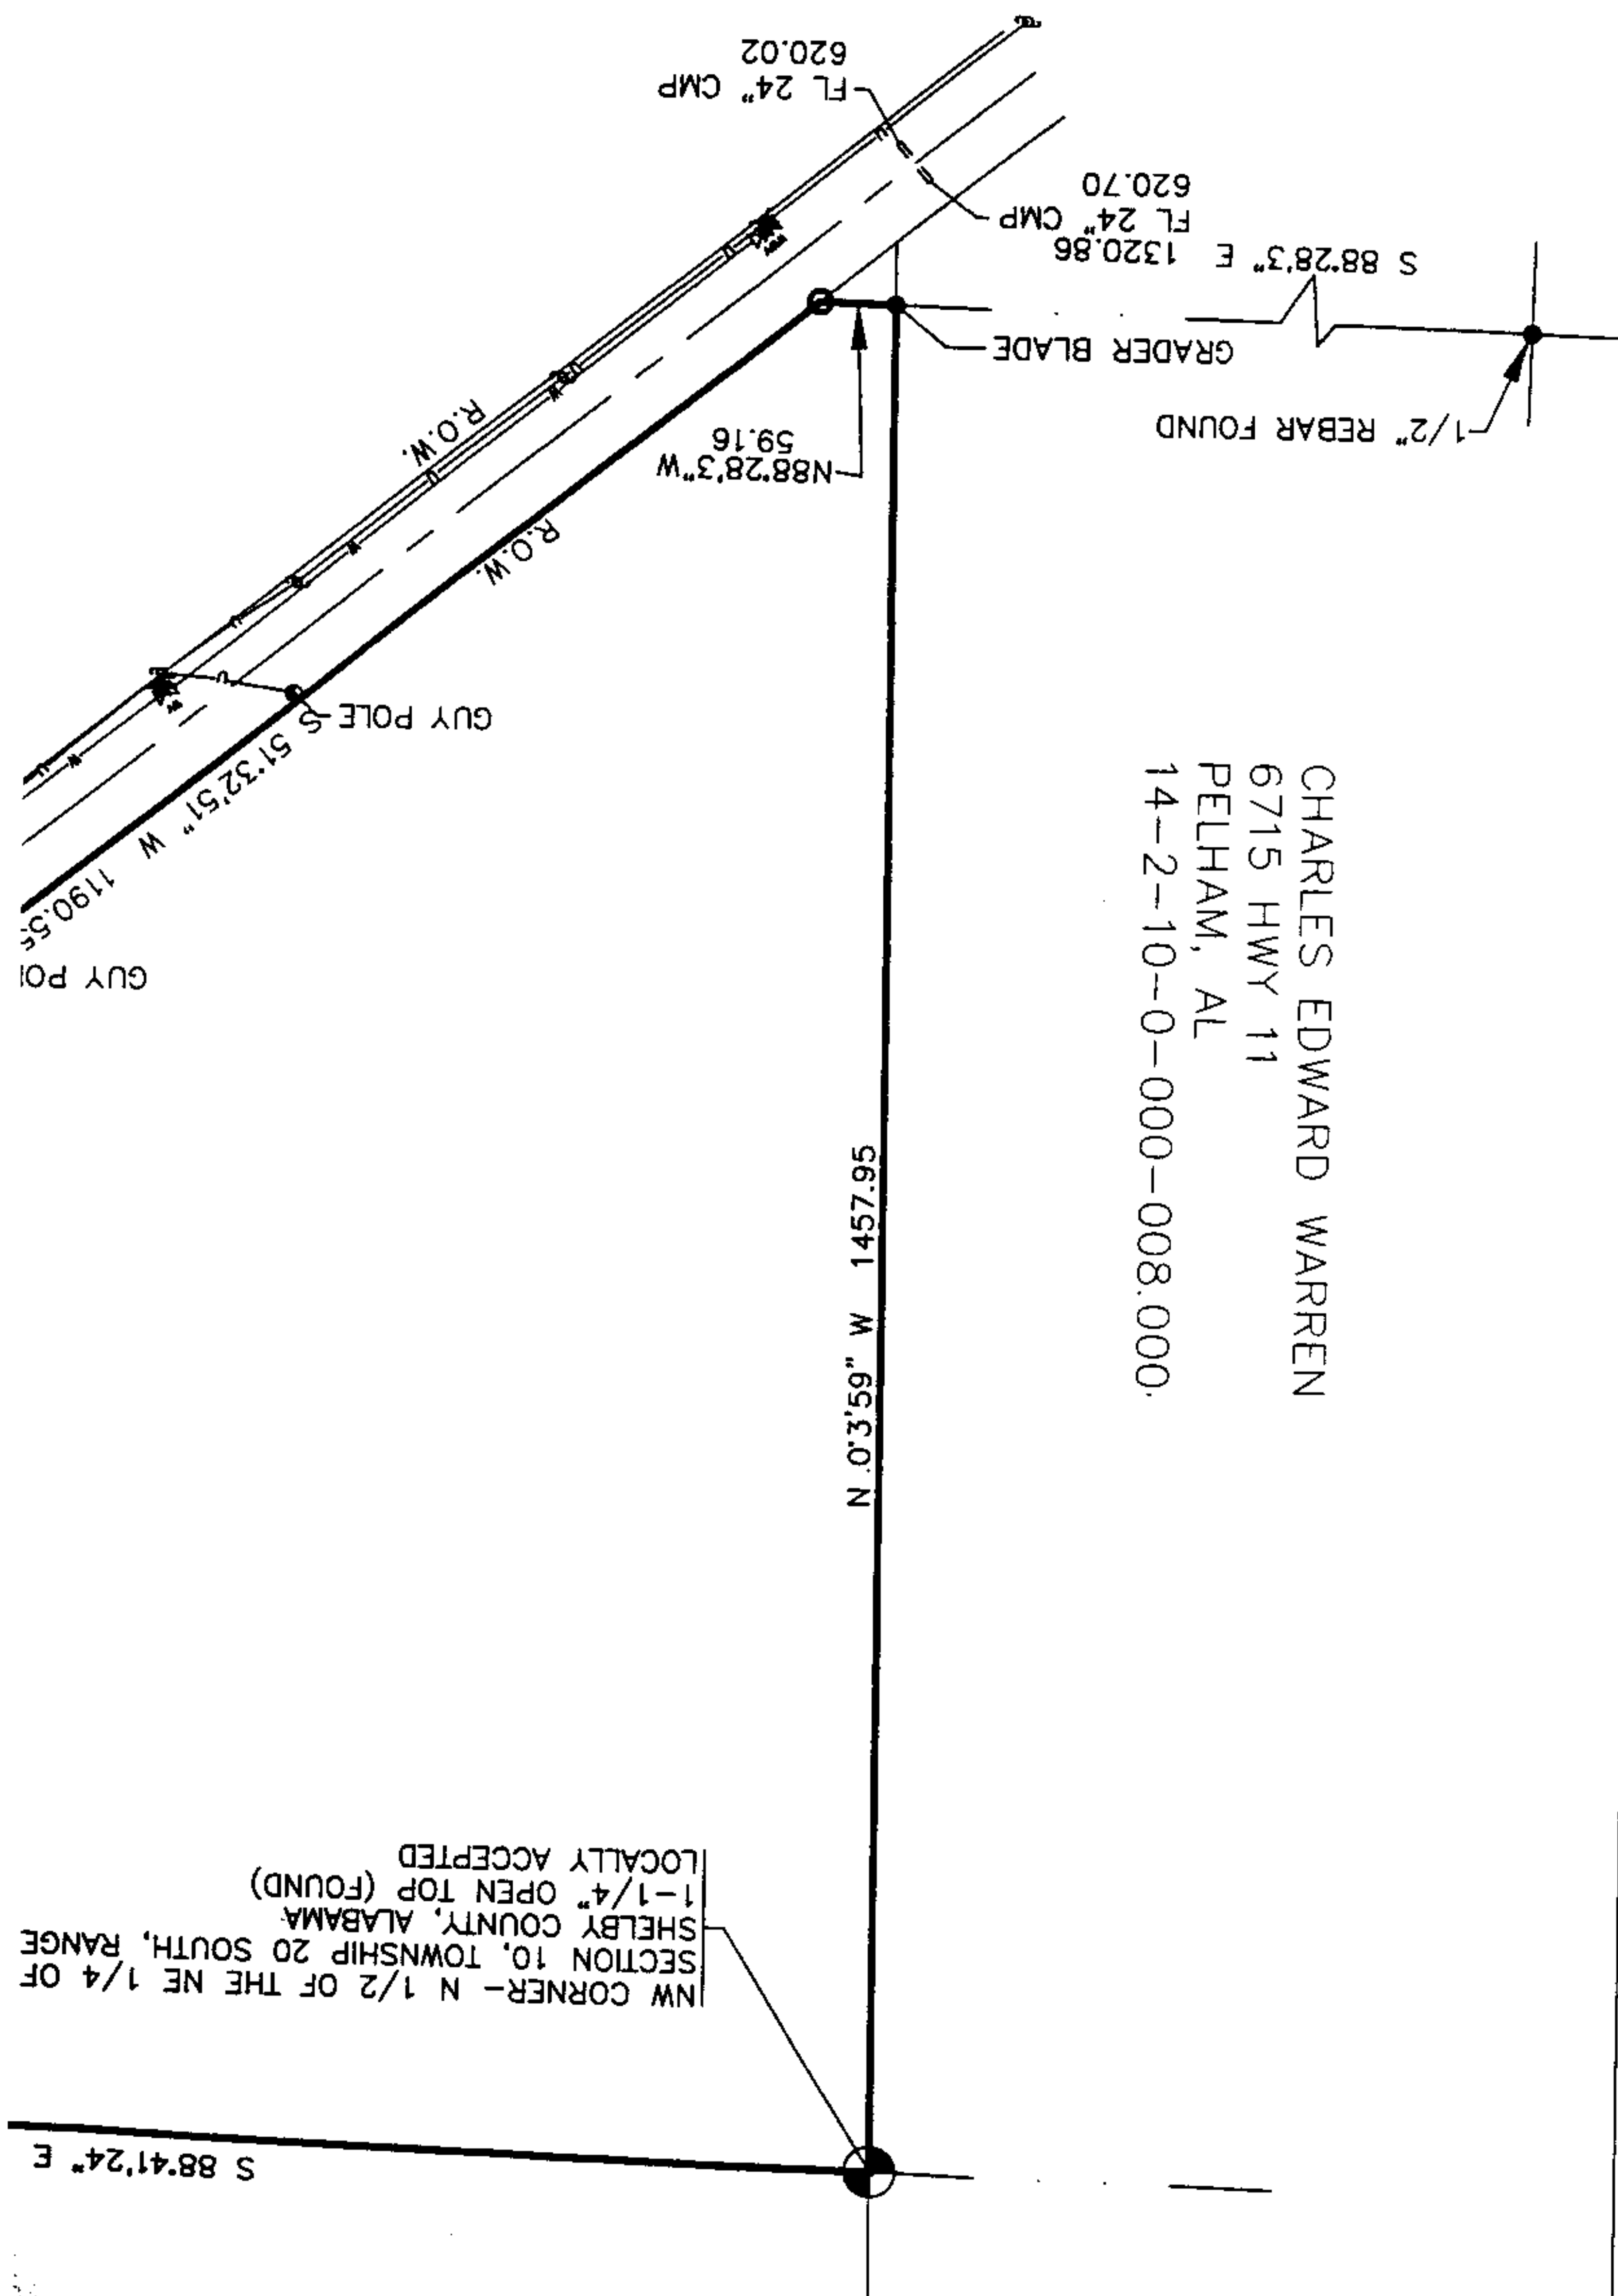 S 88°41'24" E
NW CORNER- N 1/2 OF THE NE 1/4 OF
SECTION 10, TOWNSHIP 20 SOUTH, RANGE
SHELBY COUNTY, ALABAMA
1-1/4" OPEN TOP (FOUND)
LOCALLY ACCEPTED
N 0°3'59" W 1457.95
CHARLES EDWARD WARREN
6715 HWY 11
PELHAM, AL
14-2-10-0-000-008.000
GUY POL
S 51°32'51" W 1190.5
GUY POLE
R.O.W.
R.O.W.
N88°28'3"W
59.16
1/2" REBAR FOUND
GRADER BLADE
S 88°28'3" E 1320.86
FL 24" CMP
620.70
FL 24" CMP
620.02